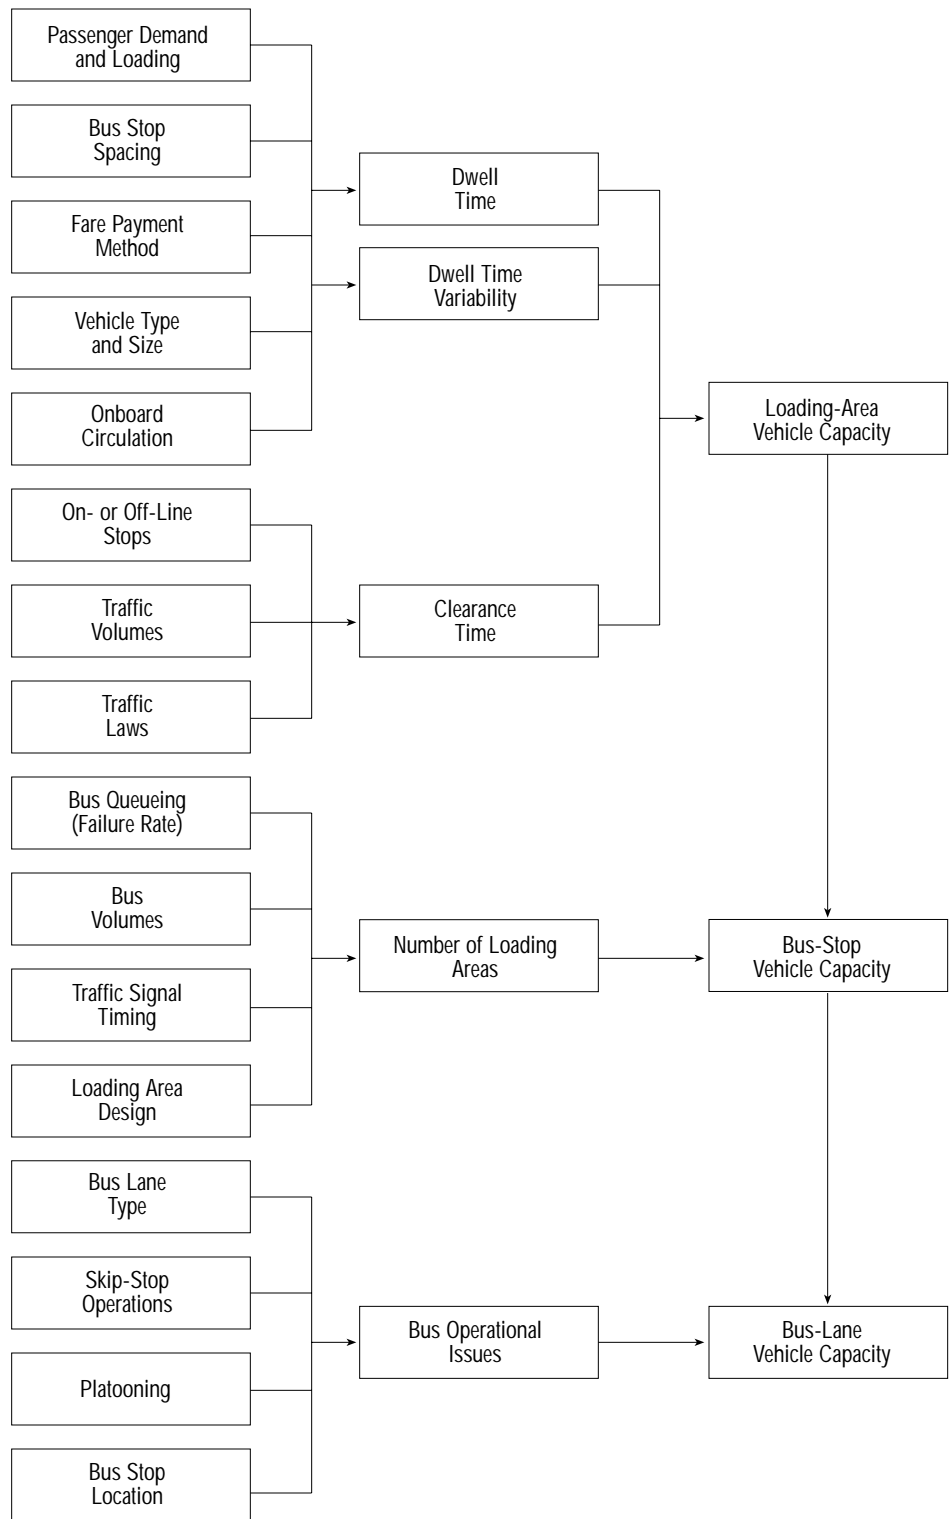 Passenger Demand
and Loading
Bus Stop
Spacing
Fare Payment
Method
Vehicle Type
and Size
Onboard
Circulation
On- or Off-Line
Stops
Traffic
Volumes
Traffic
Laws
Bus Queueing
(Failure Rate)
Bus
Volumes
Traffic Signal
Timing
Loading Area
Design
Bus Lane
Type
Skip-Stop
Operations
Platooning
Bus Stop
Location
Dwell
Time
Dwell Time
Variability
Clearance
Time
Number of Loading
Areas
Bus Operational
Issues
Loading-Area
Vehicle Capacity
Bus-Stop
Vehicle Capacity
Bus-Lane
Vehicle Capacity